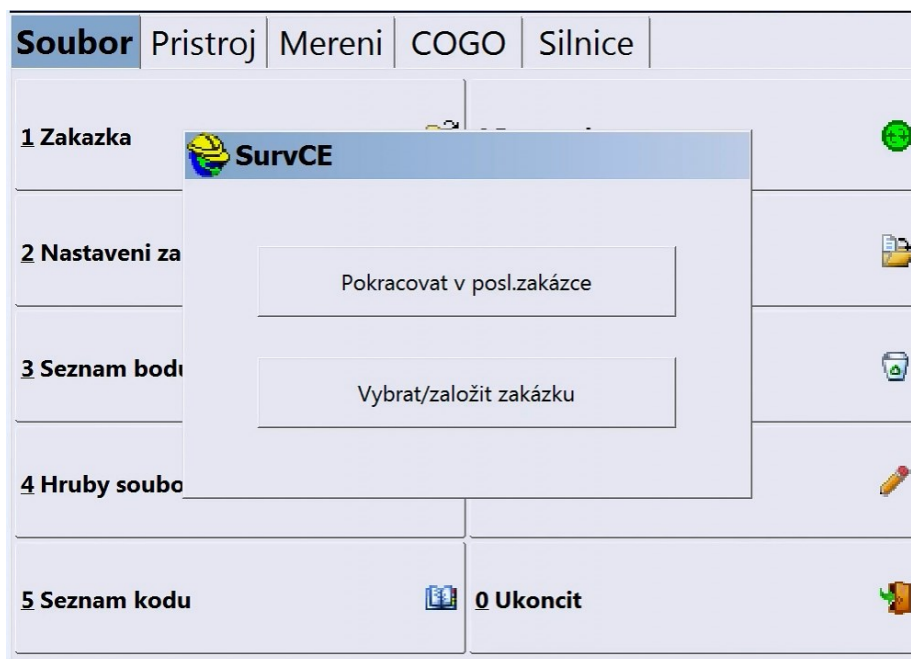 Soubor Pristroj Mereni COGO Silnice
1 Zakazka
SurvCE
2 Nastaveni za
Pokracovat v posl.zakázce
3 Seznam bodu
Vybrat/založit zakázku
4 Hruby soubo
5 Seznam kodu
0 Ukoncit